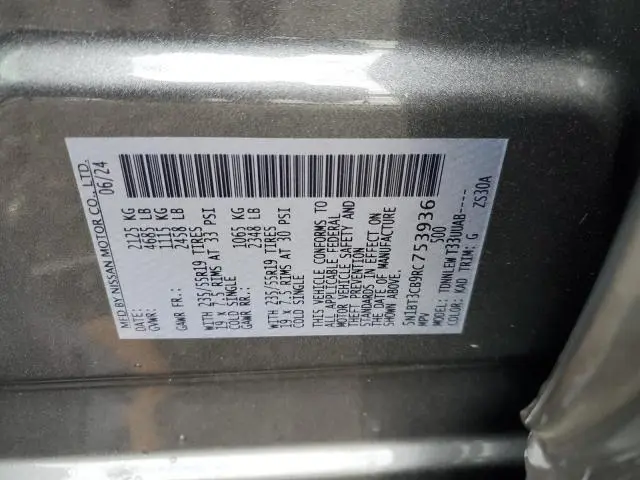 MFD BY NISSAN MOTOR CO., LTD.
DATE: 06/24
GVWR: 2125 KG
4685 LB
GAWR FR: 1115 KG
2458 LB
WITH 235/55R19 TIRES
19 x 7.5 RIMS AT 33 PSI
COLD SINGLE
GAWR RR: 1065 KG
2348 LB
WITH 235/55R19 TIRES
19 x 7.5 RIMS AT 30 PSI
COLD SINGLE
THIS VEHICLE CONFORMS TO
ALL APPLICABLE FEDERAL
MOTOR VEHICLE SAFETY AND
THEFT PREVENTION
STANDARDS IN EFFECT ON
THE DATE OF MANUFACTURE
SHOWN ABOVE.
5N1BT3CB9RC753936
MPV 500
MODEL: TDNNLEW T33UUAB----
COLOR: KAD TRIM: G ZS30A